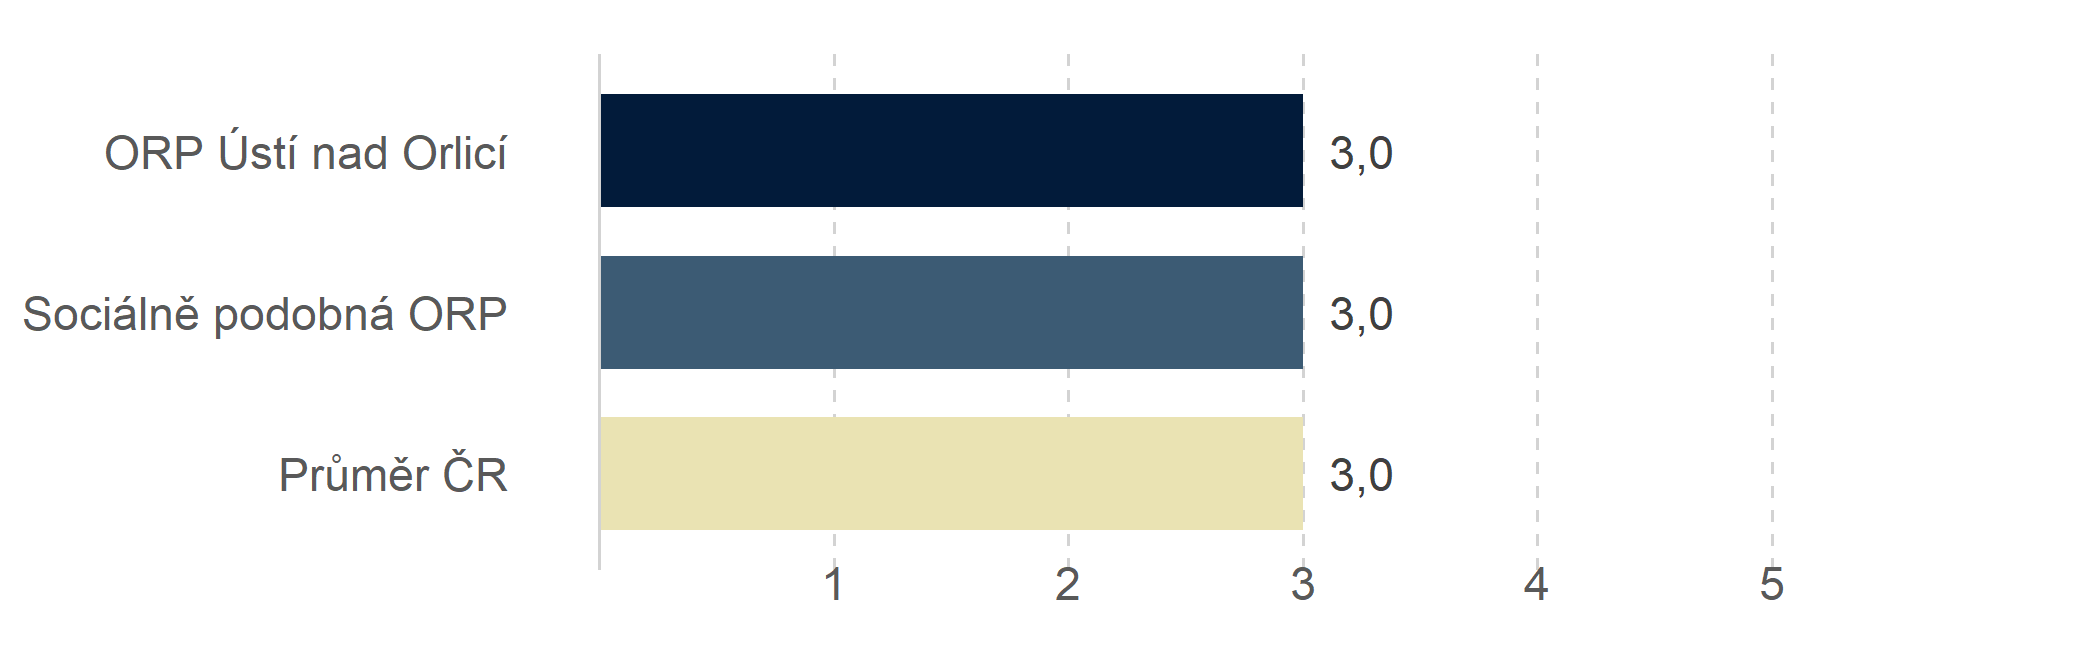 ORP Ústí nad Orlicí 3,0
Sociálně podobná ORP 3,0
Průměr ČR 3,0
1 2 3 4 5